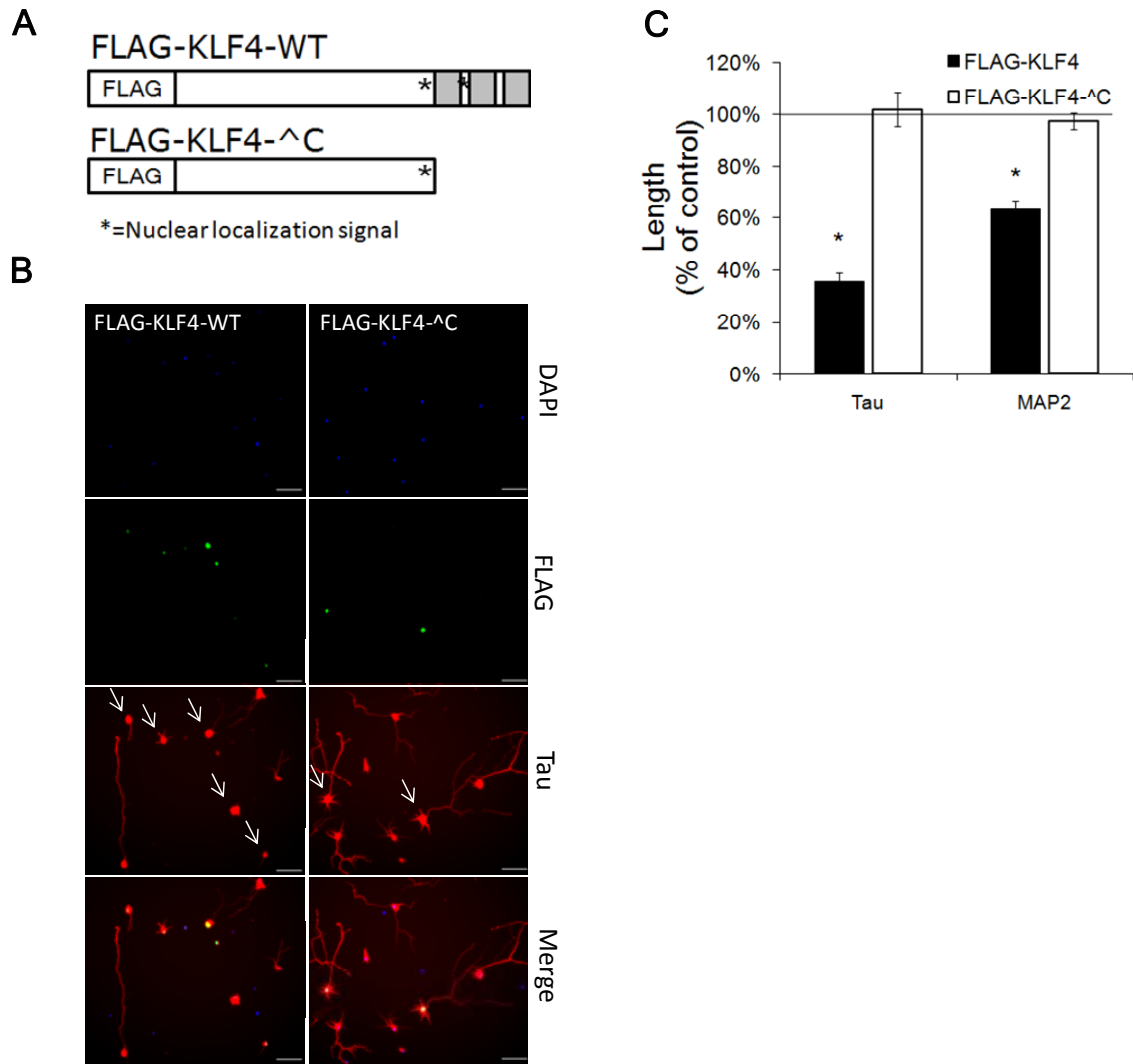 A
FLAG-KLF4-WT
FLAG
*
*
FLAG-KLF4-^C
FLAG
*
*=Nuclear localization signal
B
FLAG-KLF4-WT
FLAG-KLF4-^C
DAPI
FLAG
Tau
Merge
C
FLAG-KLF4
FLAG-KLF4-^C
Length
(% of control)
120%
100%
80%
60%
40%
20%
0%
*
*
Tau
MAP2